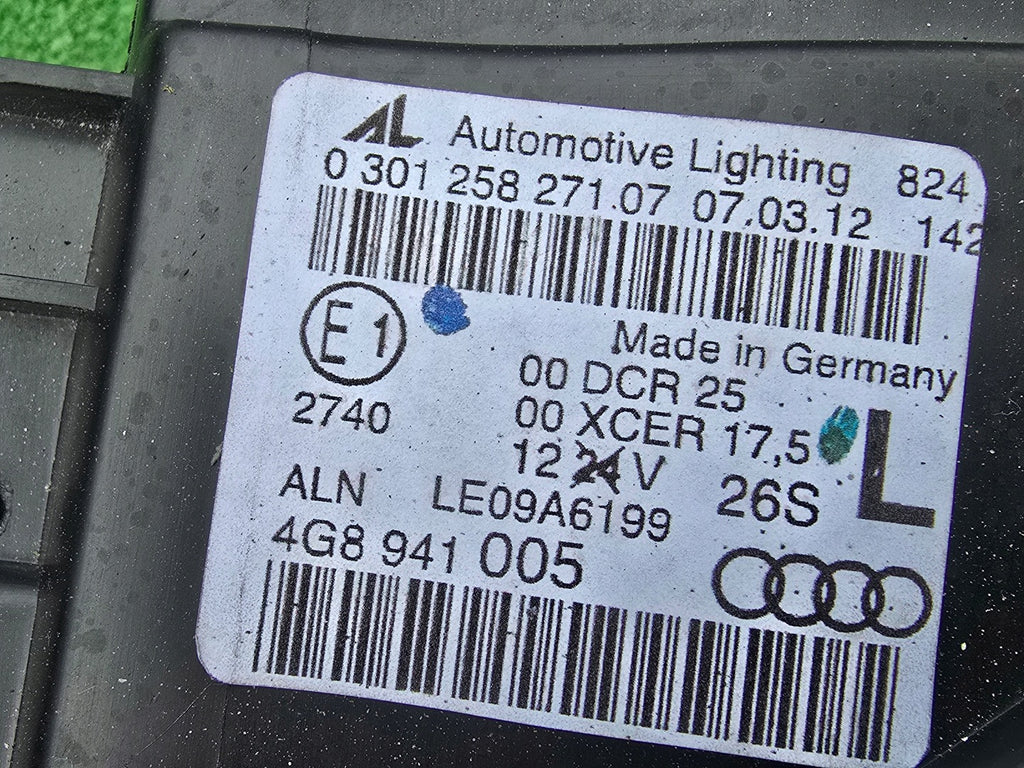 AL Automotive Lighting 824
0 301 258 271.07 07.03.12 142
E1
Made in Germany
2740
00 DCR 25
00 XCER 17,5
L
12 24 V
26S
ALN LE09A6199
4G8 941 005